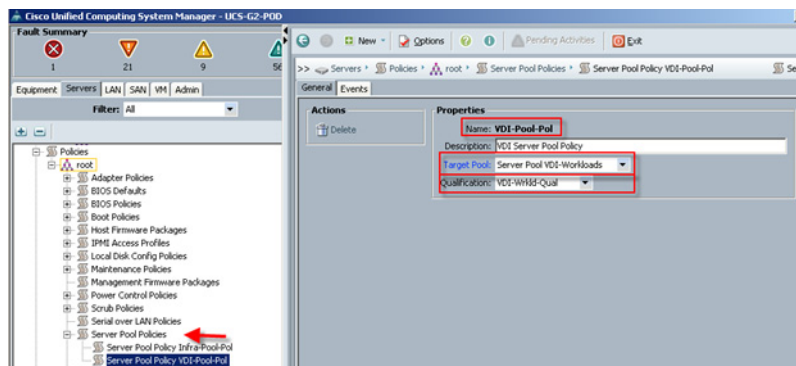 Cisco Unified Computing System Manager - UCS-G2-POD
Fault Summary
1 21 9 56
Equipment Servers LAN SAN VM Admin
Filter: All
Policies
root
Adapter Policies
BIOS Defaults
BIOS Policies
Boot Policies
Host Firmware Packages
IPMI Access Profiles
Local Disk Config Policies
Maintenance Policies
Management Firmware Packages
Power Control Policies
Scrub Policies
Serial over LAN Policies
Server Pool Policies
Server Pool Policy Infra-Pool-Pol
Server Pool Policy VDI-Pool-Pol
New Options Pending Activities Exit
>> Servers Policies root Server Pool Policies Server Pool Policy VDI-Pool-Pol Se
General Events
Actions
Delete
Properties
Name: VDI-Pool-Pol
Description: VDI Server Pool Policy
Target Pool: Server Pool VDI-Workloads
Qualification: VDI-Wrkld-Qual